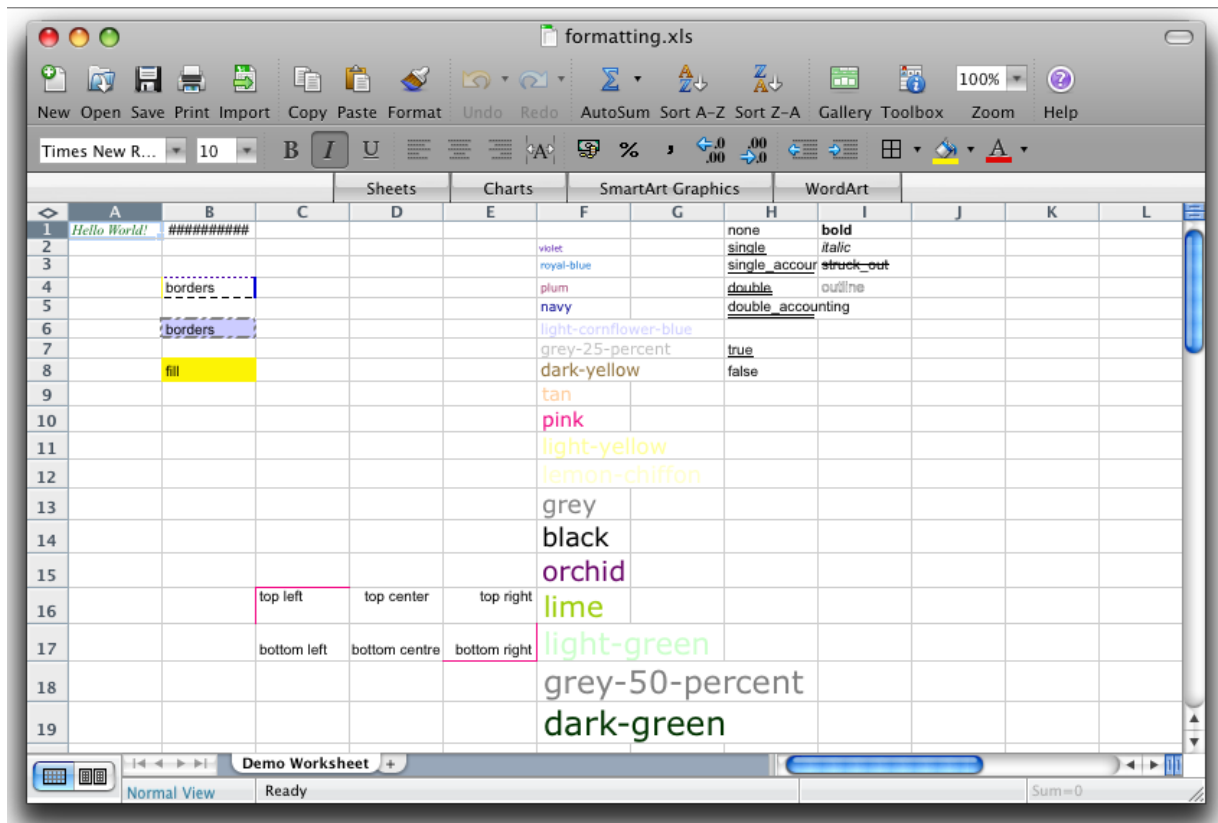 formatting.xls
100%
New Open Save Print Import Copy Paste Format Undo Redo AutoSum Sort A-Z Sort Z-A Gallery Toolbox Zoom Help
Times New R... 10 B I U A % , .0 .00 .00 .0 A
Sheets Charts SmartArt Graphics WordArt
A B C D E F G H I J K L
1 Hello World! ########## none bold
2 violet single italic
3 royal-blue single_accour struck_out
4 borders plum double outline
5 navy double_accounting
6 borders light-cornflower-blue
7 grey-25-percent true
8 fill dark-yellow false
9 tan
10 pink
11 light-yellow
12 lemon-chiffon
13 grey
14 black
15 orchid
16 top left top center top right lime
17 bottom left bottom centre bottom right light-green
18 grey-50-percent
19 dark-green
Demo Worksheet +
Normal View Ready Sum=0